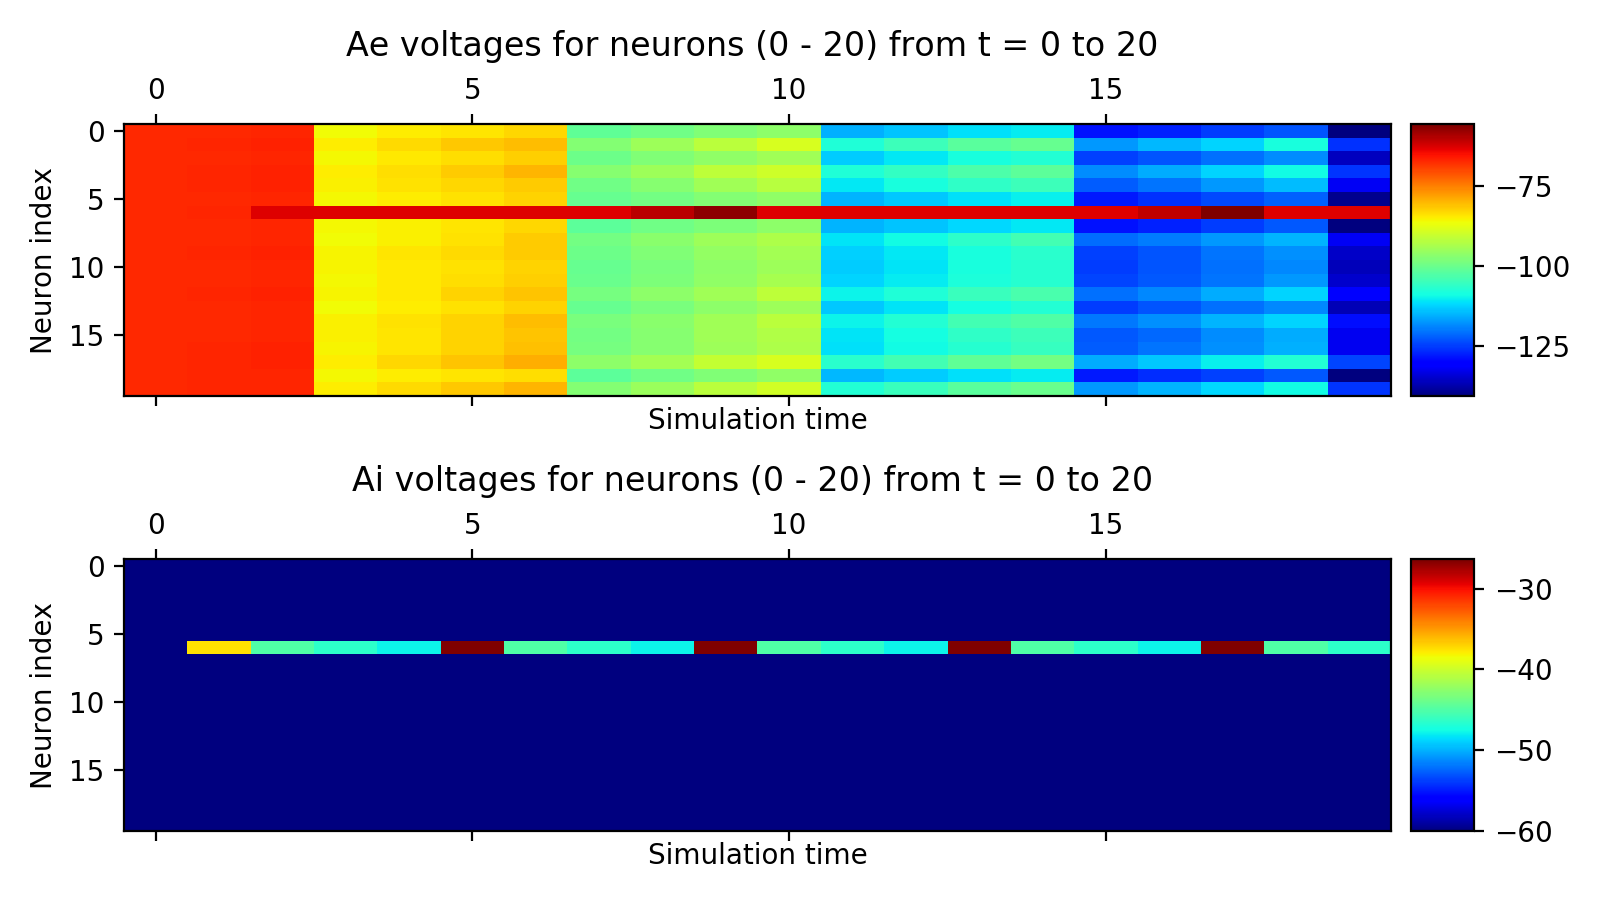 Ae voltages for neurons (0 - 20) from t = 0 to 20
0 5 10 15
Neuron index
0
5
10
15
Simulation time
−75
−100
−125
Ai voltages for neurons (0 - 20) from t = 0 to 20
0 5 10 15
Neuron index
0
5
10
15
Simulation time
−30
−40
−50
−60